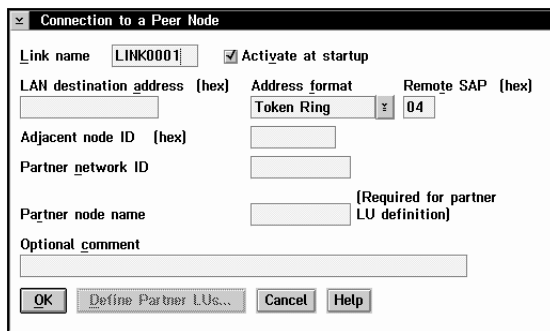 Connection to a Peer Node
Link name LINK0001 Activate at startup
LAN destination address (hex) Address format Remote SAP (hex)
Token Ring 04
Adjacent node ID (hex)
Partner network ID
(Required for partner
Partner node name LU definition)
Optional comment
OK Define Partner LUs... Cancel Help